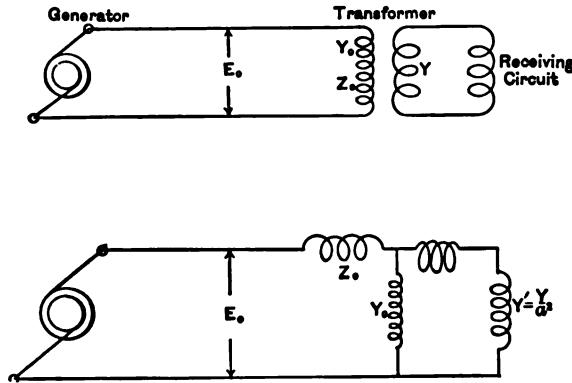 Generator
Transformer
E₀
Y₀
Z₀
Y
Receiving
Circuit
Z₀
E₀
Y₀
Y'=Y/a²